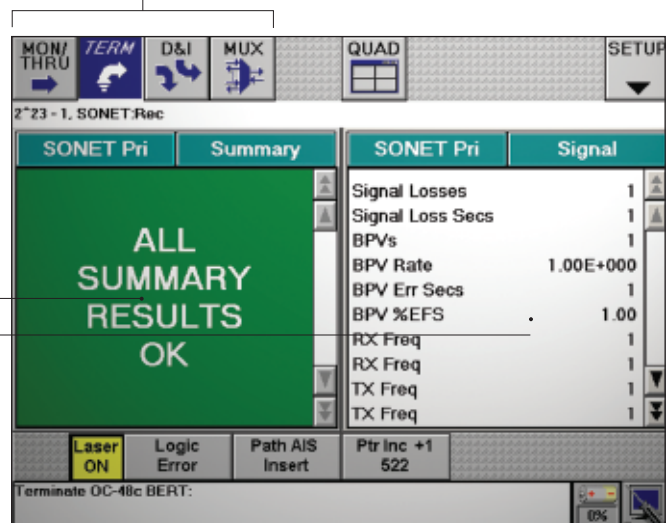 MON/
THRU
TERM
D&I
MUX
QUAD
SETUP
2^23 - 1, SONET:Rec
SONET Pri
Summary
SONET Pri
Signal
ALL
SUMMARY
RESULTS
OK
Signal Losses 1
Signal Loss Secs 1
BPVs 1
BPV Rate 1.00E+000
BPV Err Secs 1
BPV %EFS 1.00
RX Freq 1
RX Freq 1
TX Freq 1
TX Freq 1
Laser
ON
Logic
Error
Path AIS
Insert
Ptr Inc +1
522
Terminate OC-48c BERT:
0%